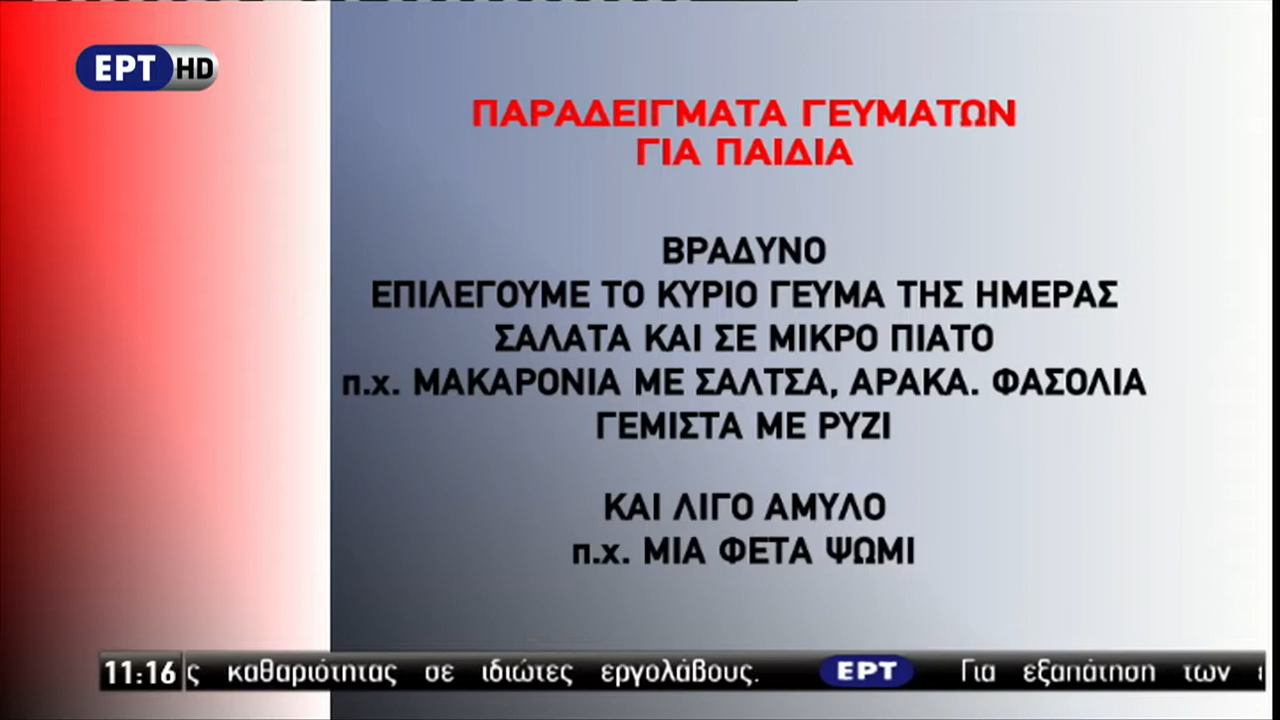 ΕΡΤ HD
ΠΑΡΑΔΕΙΓΜΑΤΑ ΓΕΥΜΑΤΩΝ
ΓΙΑ ΠΑΙΔΙΑ
ΒΡΑΔΥΝΟ
ΕΠΙΛΕΓΟΥΜΕ ΤΟ ΚΥΡΙΟ ΓΕΥΜΑ ΤΗΣ ΗΜΕΡΑΣ
ΣΑΛΑΤΑ ΚΑΙ ΣΕ ΜΙΚΡΟ ΠΙΑΤΟ
π.χ. ΜΑΚΑΡΟΝΙΑ ΜΕ ΣΑΛΤΣΑ, ΑΡΑΚΑ. ΦΑΣΟΛΙΑ
ΓΕΜΙΣΤΑ ΜΕ ΡΥΖΙ
ΚΑΙ ΛΙΓΟ ΑΜΥΛΟ
π.χ. ΜΙΑ ΦΕΤΑ ΨΩΜΙ
11:16 ς καθαριότητας σε ιδιώτες εργολάβους. ΕΡΤ Για εξαπάτηση των